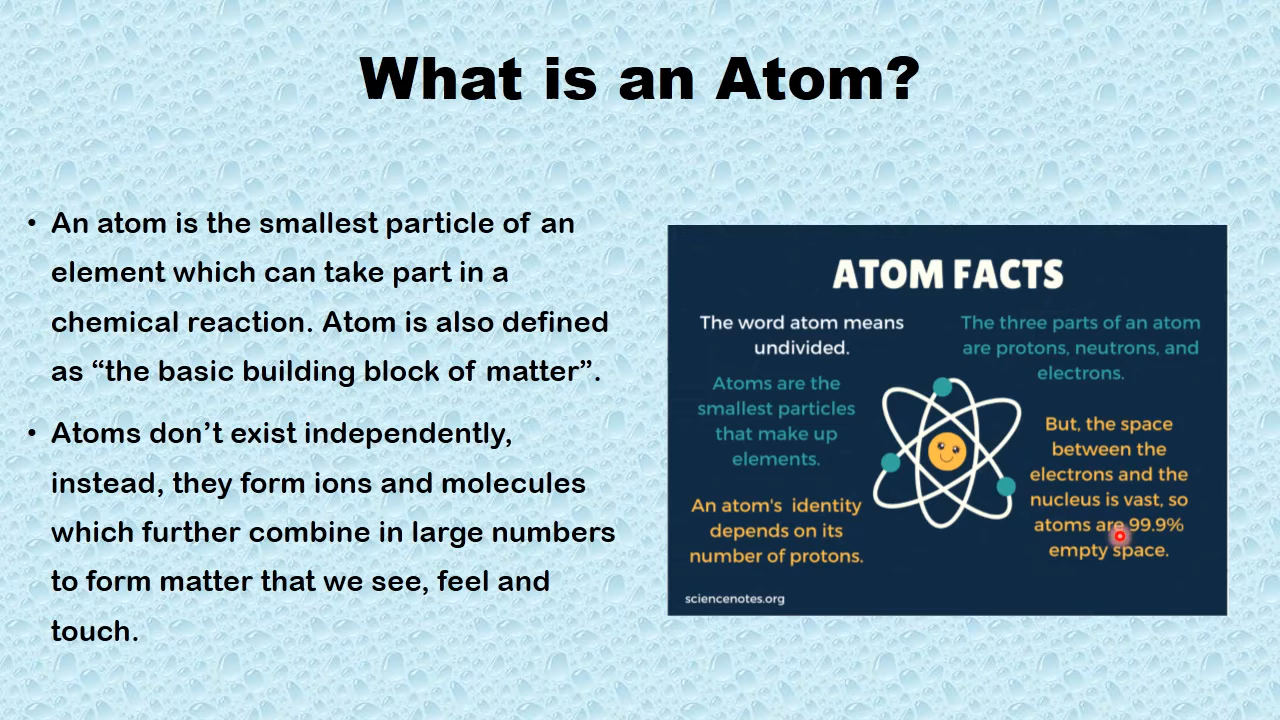 What is an Atom?
• An atom is the smallest particle of an
element which can take part in a
chemical reaction. Atom is also defined
as “the basic building block of matter”.
• Atoms don’t exist independently,
instead, they form ions and molecules
which further combine in large numbers
to form matter that we see, feel and
touch.
ATOM FACTS
The word atom means
undivided.
The three parts of an atom
are protons, neutrons, and
electrons.
Atoms are the
smallest particles
that make up
elements.
But, the space
between the
electrons and the
nucleus is vast, so
atoms are 99.9%
empty space.
An atom's identity
depends on its
number of protons.
sciencenotes.org